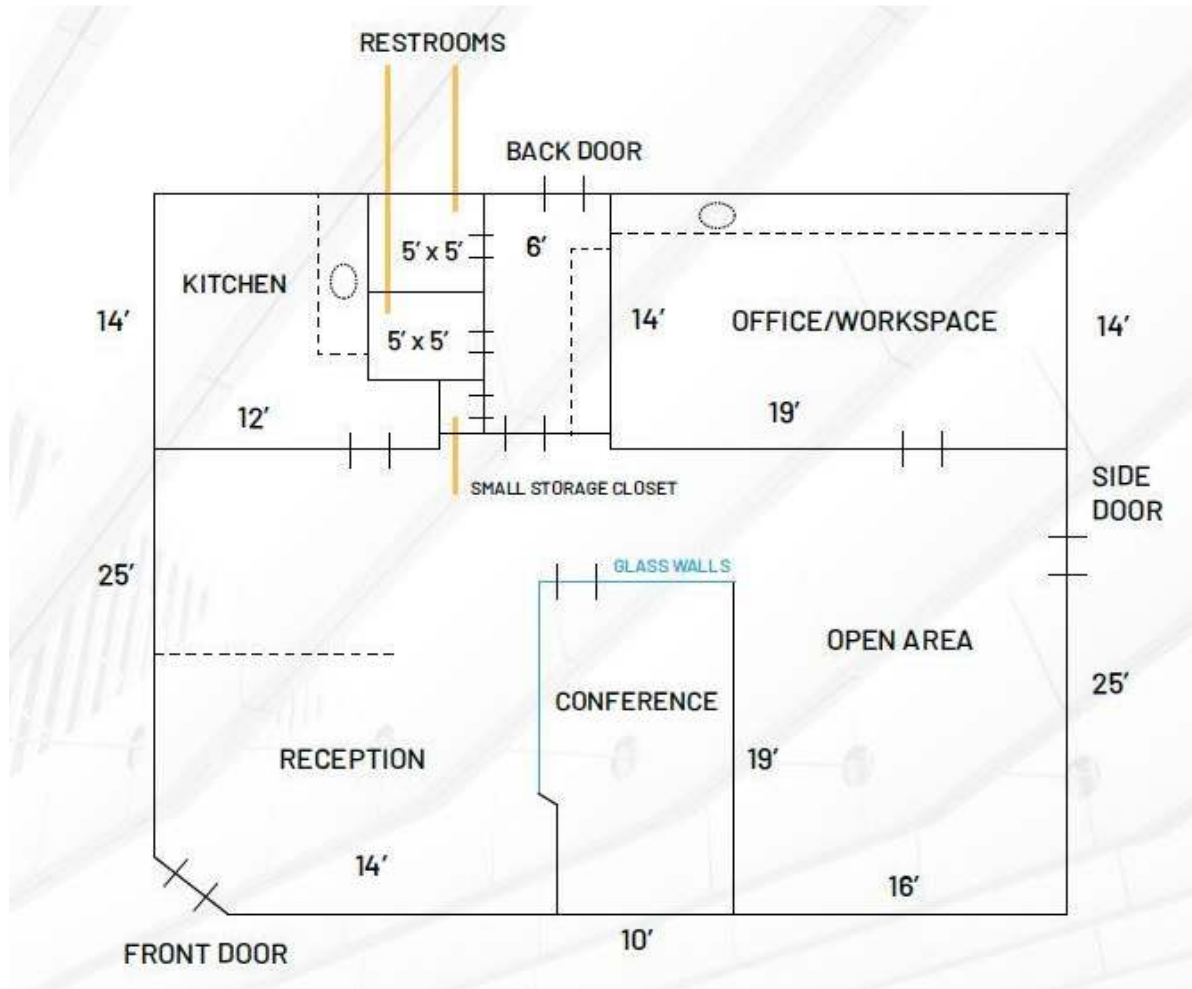 RESTROOMS
BACK DOOR
5' x 5'
6'
KITCHEN
14'
14'
OFFICE/WORKSPACE
14'
5' x 5'
12'
19'
SMALL STORAGE CLOSET
SIDE
DOOR
25'
GLASS WALLS
OPEN AREA
25'
CONFERENCE
RECEPTION
19'
14'
16'
10'
FRONT DOOR